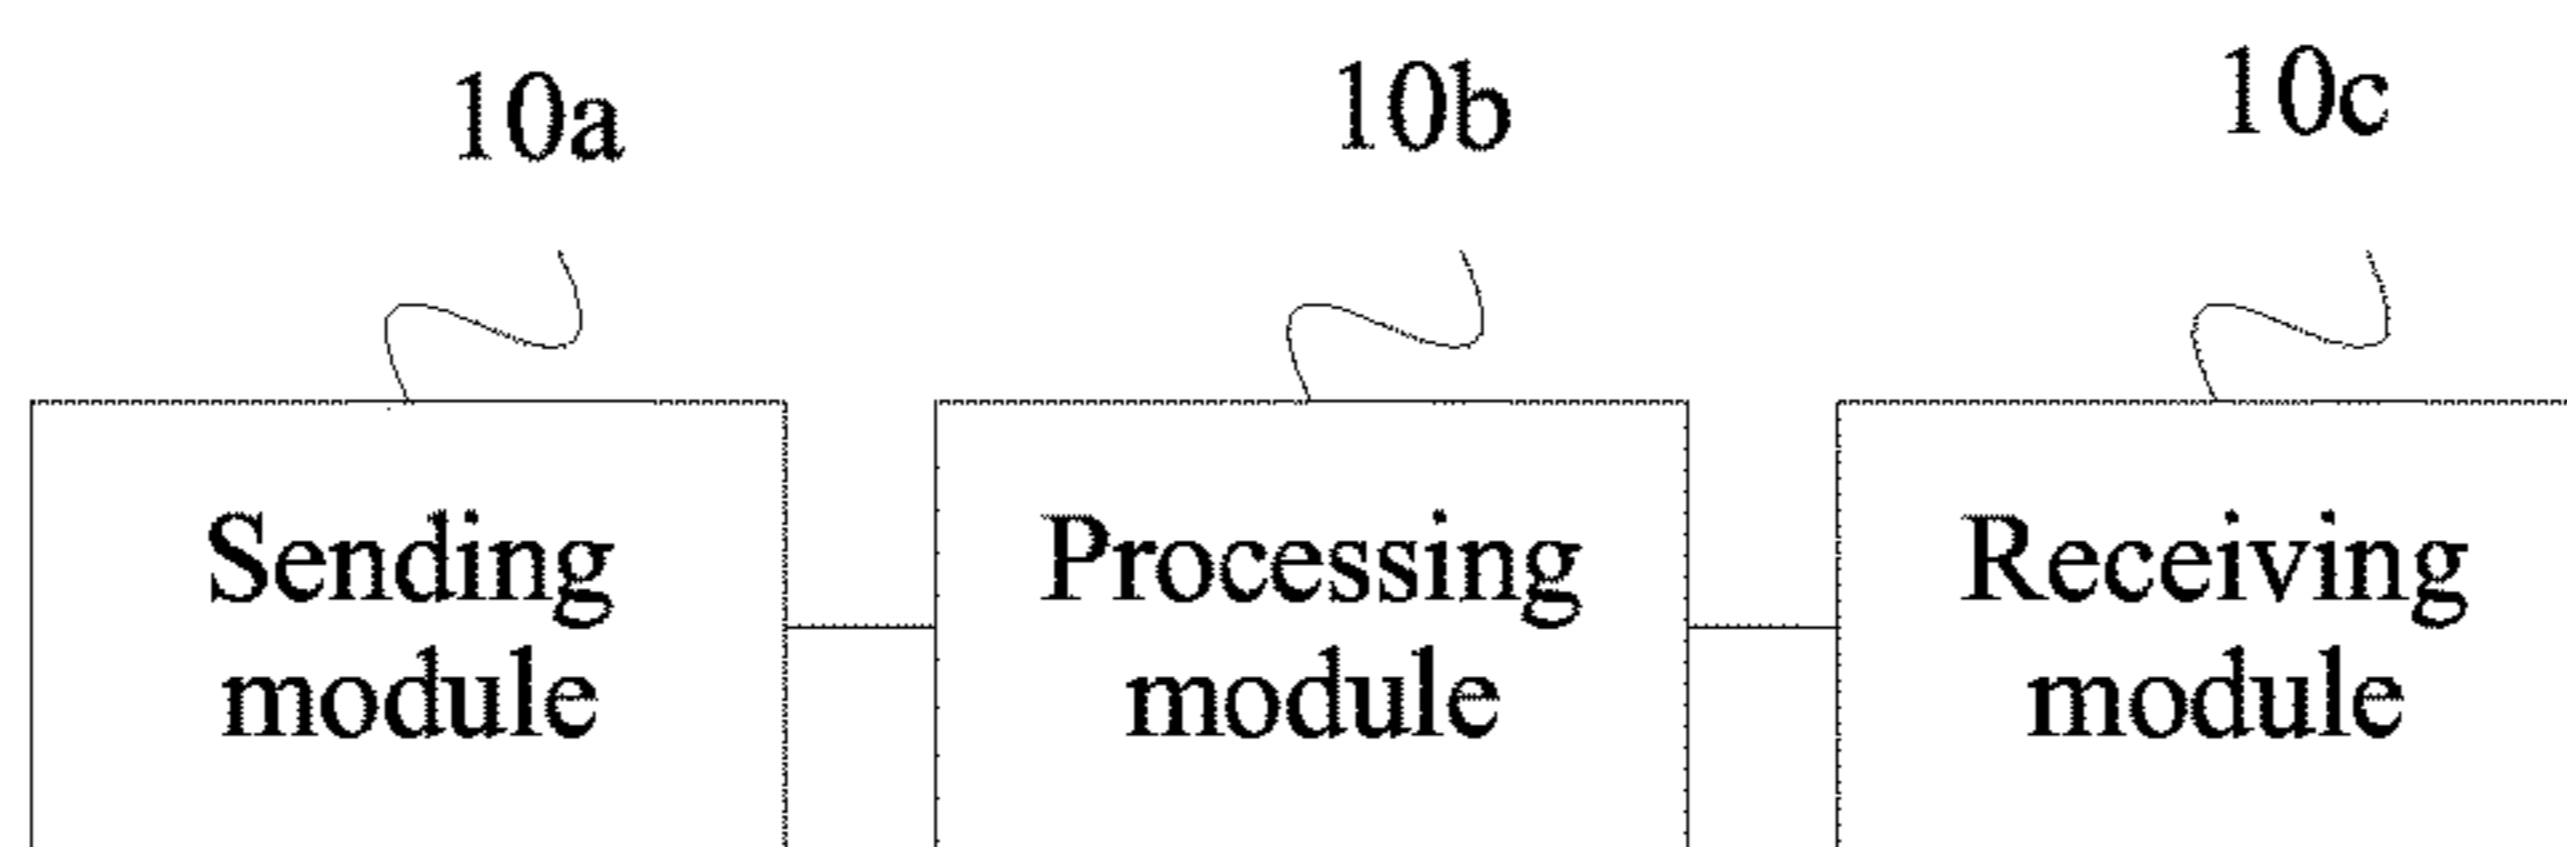 10a
10b
10c
Sending
module
Processing
module
Receiving
module